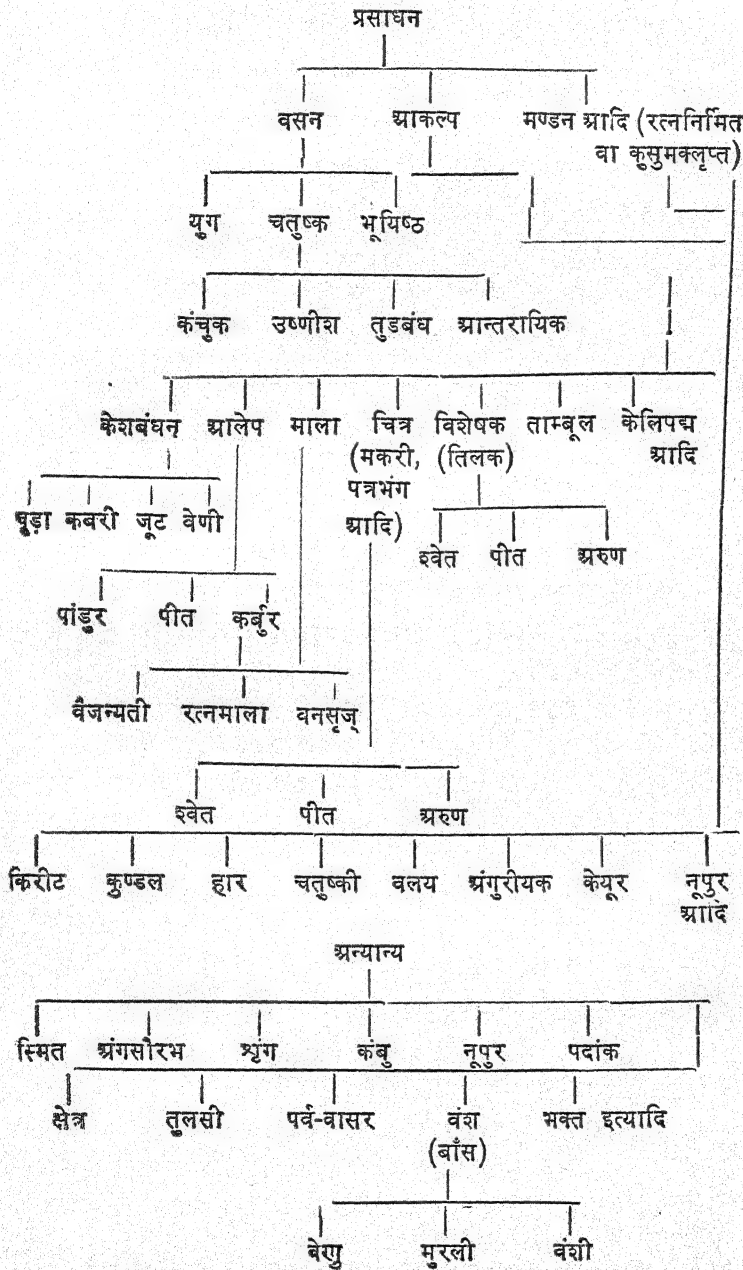 प्रसाधन
वसन आकल्प मण्डन आदि (रत्ननिर्मित
वा कुसुमक्लृप्त)
युग चतुष्क भूयिष्ठ
कंचुक उष्णीश तुडबंध आन्तरायिक
केशबंधन आलेप माला चित्र विशेषक ताम्बूल केलिपद्म
(मकरी, (तिलक) आदि
पत्रभंग
आदि)
चूड़ा कबरी जूट वेणी
श्वेत पीत अरुण
पांडुर पीत कर्बुर
वैजन्यती रत्नमाला वनसृज्
श्वेत पीत अरुण
किरीट कुण्डल हार चतुष्की वलय अंगुरीयक केयूर नूपुर
आदि
अन्यान्य
स्मित अंगसौरभ शृंग कंबु नूपुर पदांक
क्षेत्र तुलसी पर्व-वासर वंश भक्त इत्यादि
(बाँस)
वेणु मुरली वंशी